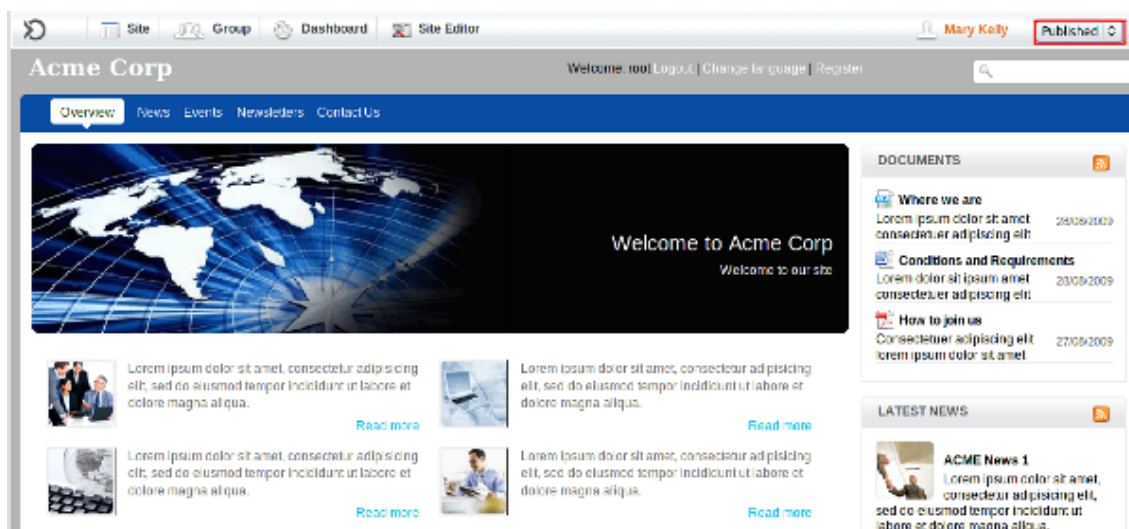 Site Group Dashboard Site Editor Mary Kelly Published
Acme Corp Welcome: root Logout | Change language | Register
Overview News Events Newsletters Contact Us
Welcome to Acme Corp
Welcome to our site
Lorem ipsum dolor sit amet, consectetur adipisicing
elit, sed do eiusmod tempor incididunt ut labore et
dolore magna aliqua.
Read more
Lorem ipsum dolor sit amet, consectetur adipisicing
elit, sed do eiusmod tempor incididunt ut labore et
dolore magna aliqua.
Read more
Lorem ipsum dolor sit amet, consectetur adipisicing
elit, sed do eiusmod tempor incididunt ut labore et
dolore magna aliqua.
Read more
Lorem ipsum dolor sit amet, consectetur adipisicing
elit, sed do eiusmod tempor incididunt ut labore et
dolore magna aliqua.
Read more
DOCUMENTS
Where we are
Lorem ipsum dolor sit amet 28/08/2009
consectetuer adipiscing elit
Conditions and Requirements
Lorem dolor sit ipsum amet 28/08/2009
consectetuer adipiscing elit
How to join us
Consectetuer adipiscing elit 27/08/2009
lorem ipsum dolor sit amet
LATEST NEWS
ACME News 1
Lorem ipsum dolor sit amet,
consectetur adipisicing elit,
sed do eiusmod tempor incididunt ut
labore et dolore magna aliqua.